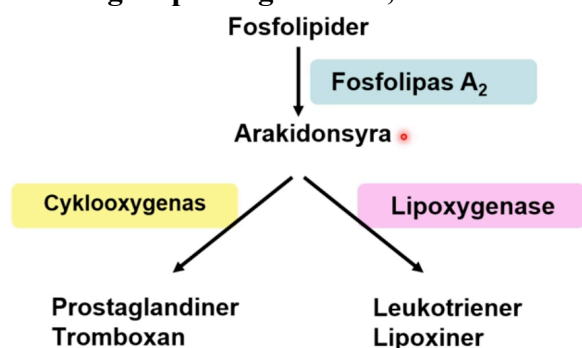 Fosfolipider
Fosfolipas A2
Arakidonsyra
Cyklooxygenas
Lipoxygenase
Prostaglandiner
Tromboxan
Leukotriener
Lipoxiner